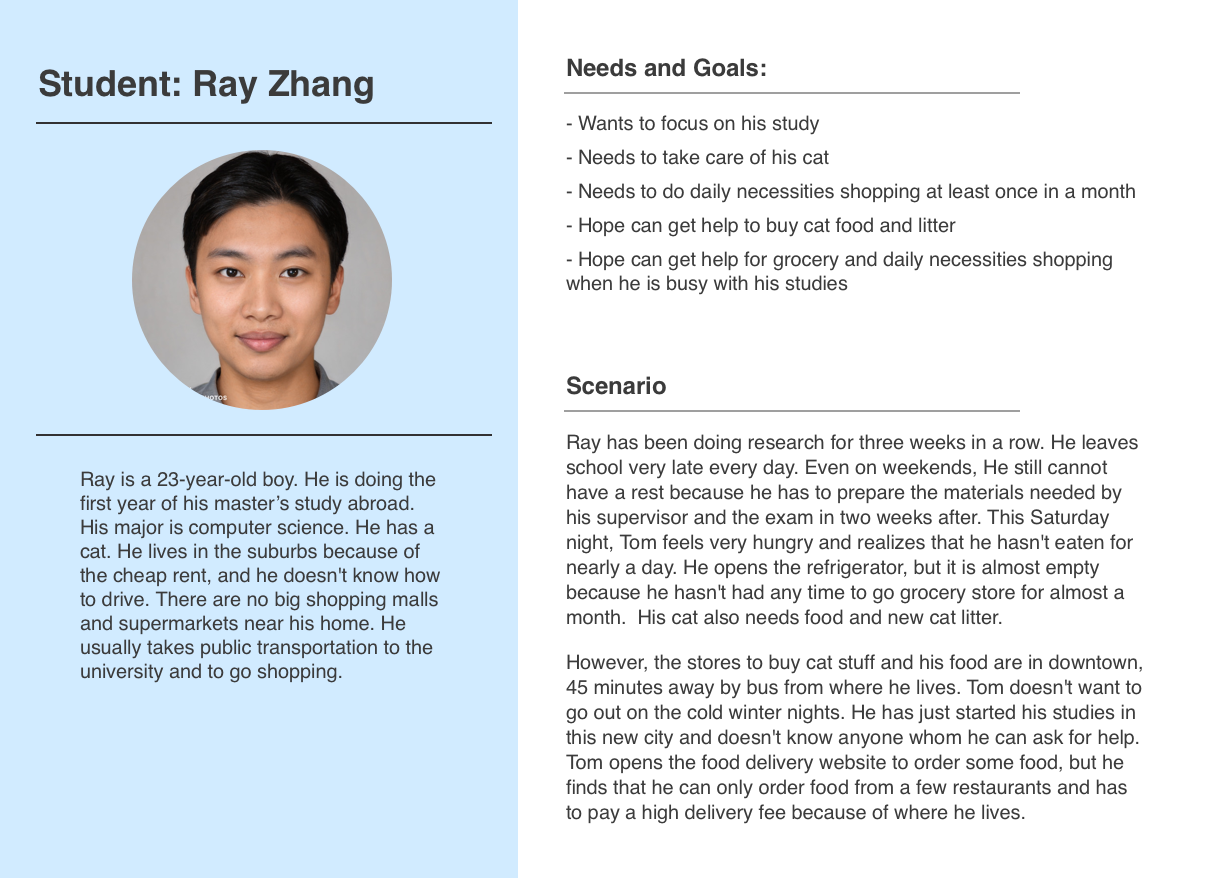 Student: Ray Zhang
Ray is a 23-year-old boy. He is doing the
first year of his master’s study abroad.
His major is computer science. He has a
cat. He lives in the suburbs because of
the cheap rent, and he doesn't know how
to drive. There are no big shopping malls
and supermarkets near his home. He
usually takes public transportation to the
university and to go shopping.
Needs and Goals:
- Wants to focus on his study
- Needs to take care of his cat
- Needs to do daily necessities shopping at least once in a month
- Hope can get help to buy cat food and litter
- Hope can get help for grocery and daily necessities shopping
when he is busy with his studies
Scenario
Ray has been doing research for three weeks in a row. He leaves
school very late every day. Even on weekends, He still cannot
have a rest because he has to prepare the materials needed by
his supervisor and the exam in two weeks after. This Saturday
night, Tom feels very hungry and realizes that he hasn't eaten for
nearly a day. He opens the refrigerator, but it is almost empty
because he hasn't had any time to go grocery store for almost a
month.  His cat also needs food and new cat litter.
However, the stores to buy cat stuff and his food are in downtown,
45 minutes away by bus from where he lives. Tom doesn't want to
go out on the cold winter nights. He has just started his studies in
this new city and doesn't know anyone whom he can ask for help.
Tom opens the food delivery website to order some food, but he
finds that he can only order food from a few restaurants and has
to pay a high delivery fee because of where he lives.